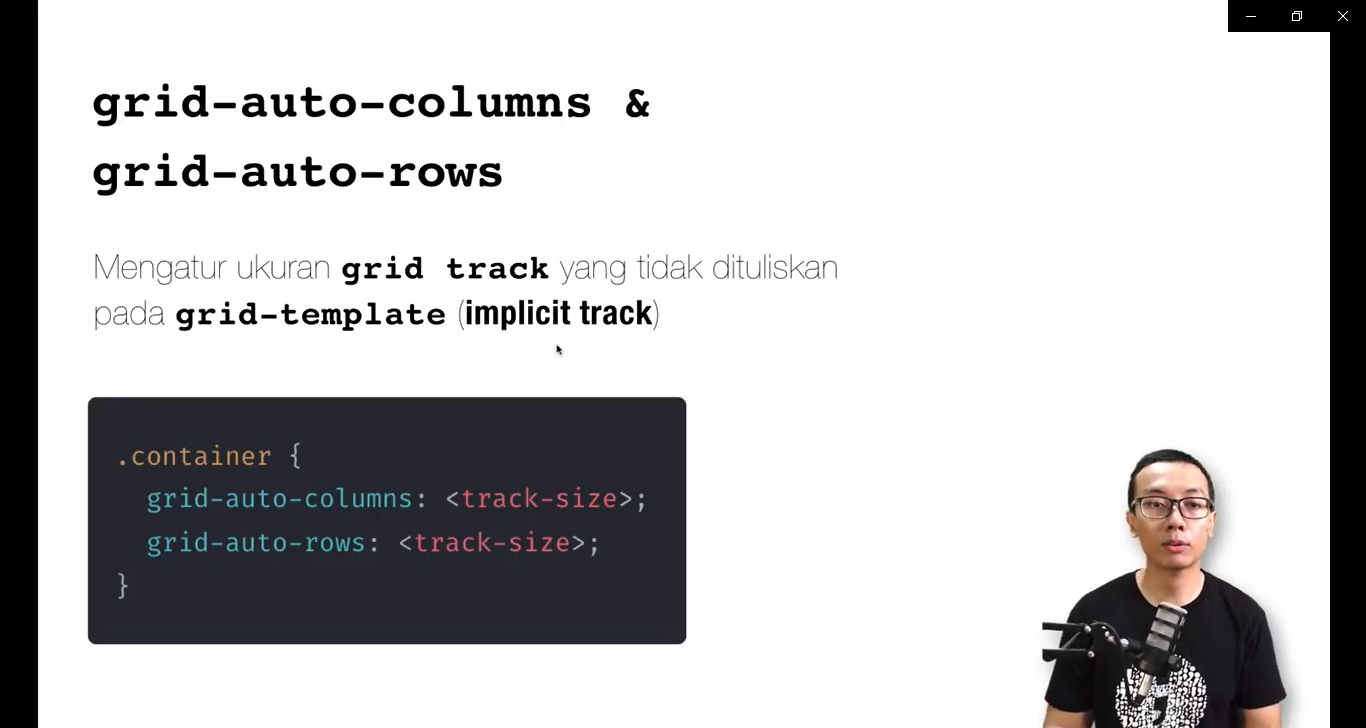 grid-auto-columns &
grid-auto-rows
Mengatur ukuran grid track yang tidak dituliskan
pada grid-template (implicit track)
.container {
  grid-auto-columns: <track-size>;
  grid-auto-rows: <track-size>;
}